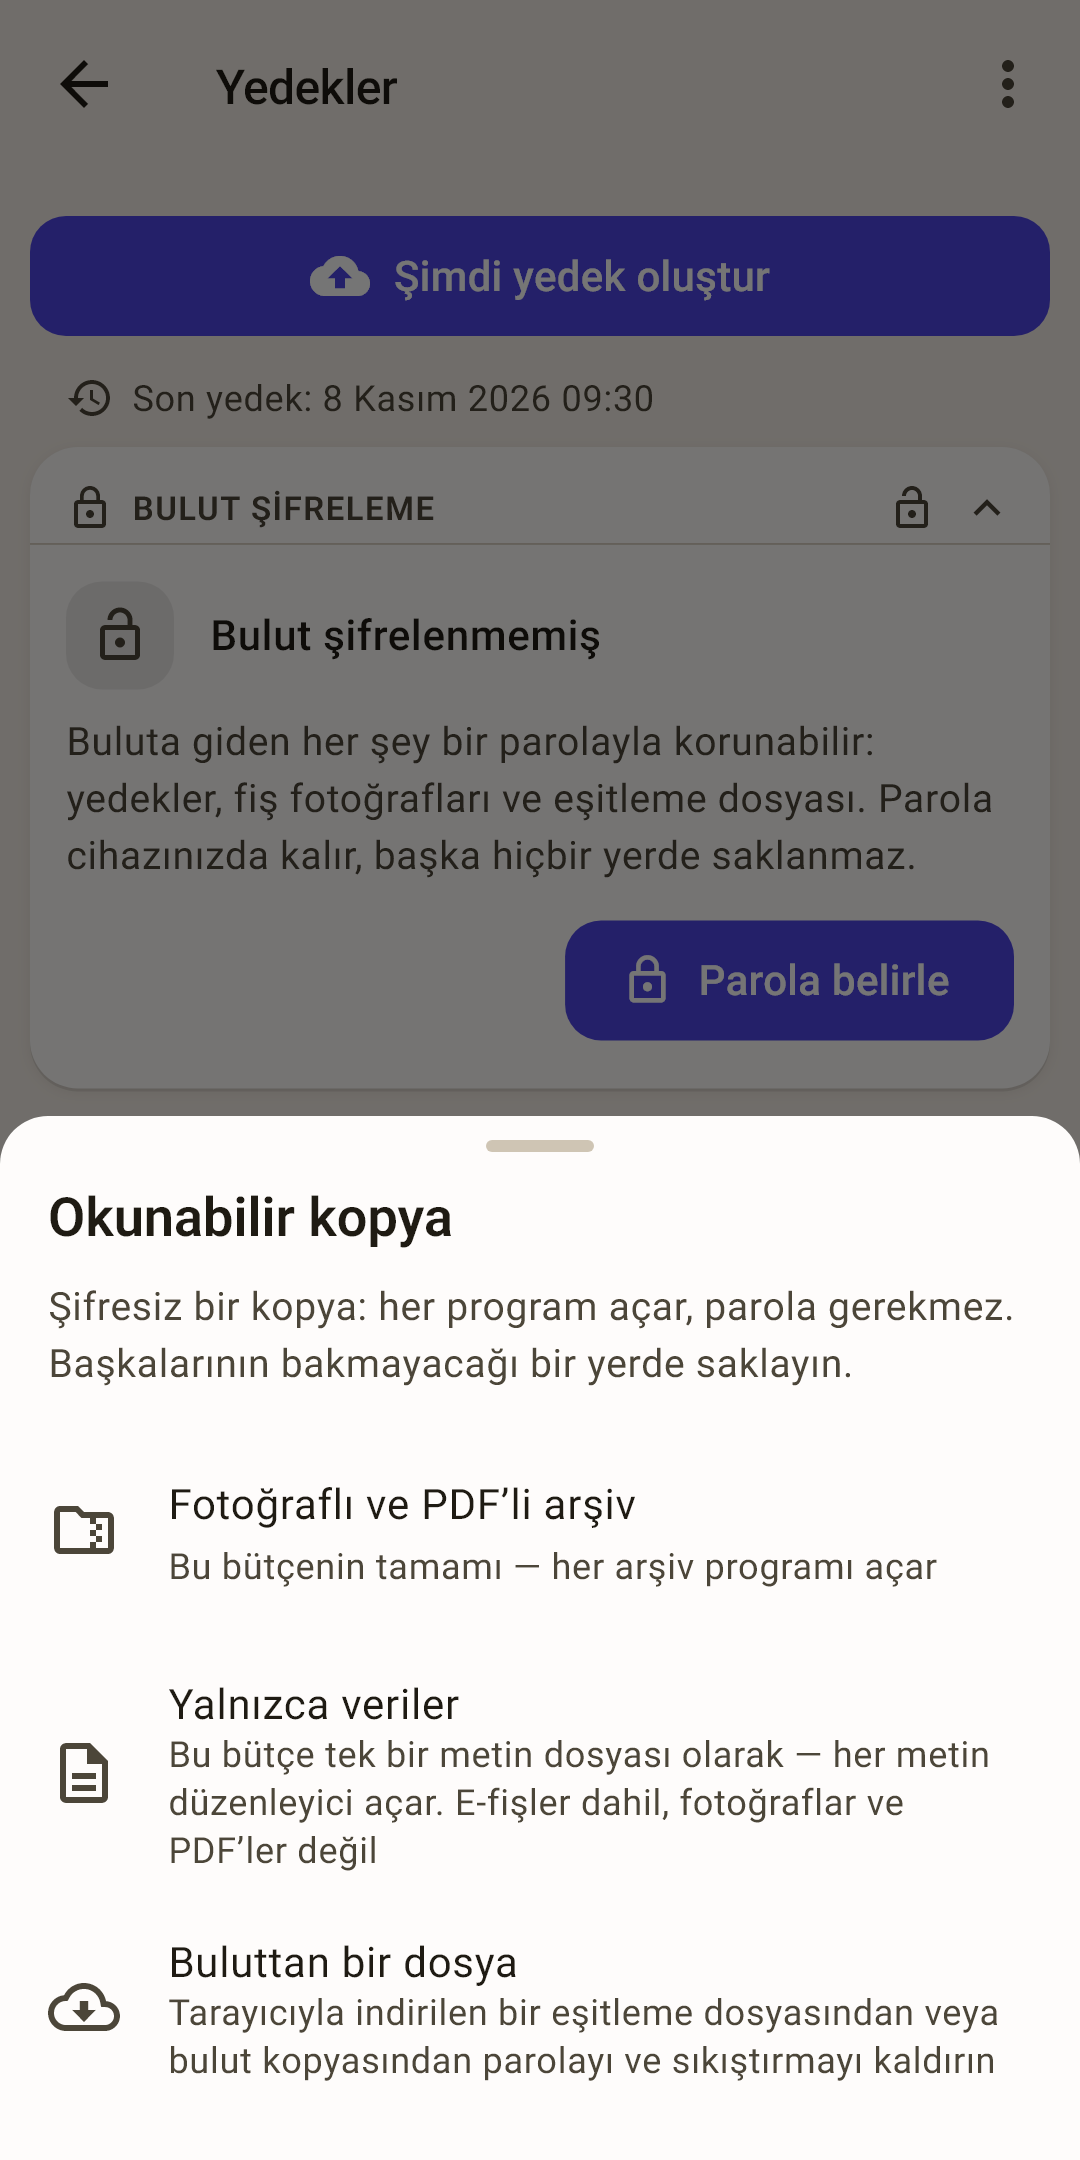 Yedekler
Şimdi yedek oluştur
Son yedek: 8 Kasım 2026 09:30
BULUT ŞİFRELEME
Bulut şifrelenmemiş
Buluta giden her şey bir parolayla korunabilir:
yedekler, fiş fotoğrafları ve eşitleme dosyası. Parola
cihazınızda kalır, başka hiçbir yerde saklanmaz.
Parola belirle
Okunabilir kopya
Şifresiz bir kopya: her program açar, parola gerekmez.
Başkalarının bakmayacağı bir yerde saklayın.
Fotoğraflı ve PDF’li arşiv
Bu bütçenin tamamı — her arşiv programı açar
Yalnızca veriler
Bu bütçe tek bir metin dosyası olarak — her metin
düzenleyici açar. E-fişler dahil, fotoğraflar ve
PDF’ler değil
Buluttan bir dosya
Tarayıcıyla indirilen bir eşitleme dosyasından veya
bulut kopyasından parolayı ve sıkıştırmayı kaldırın